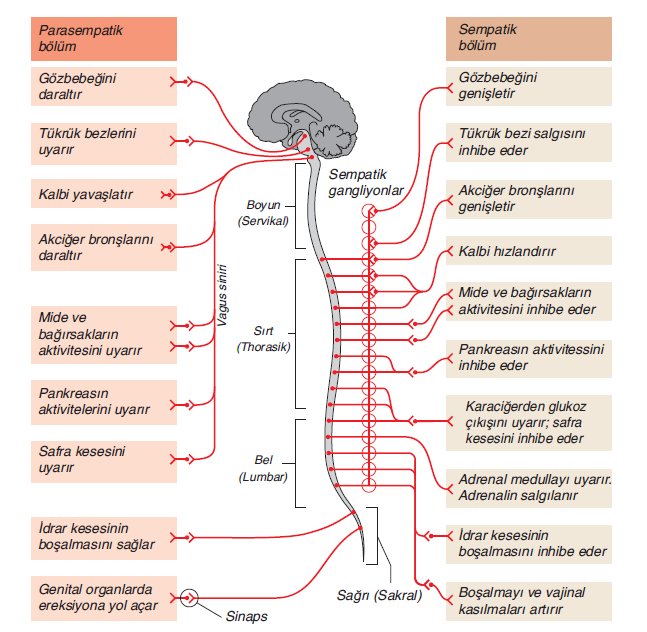 Parasempatik
bölüm
Gözbebeğini
daraltır
Tükrük bezlerini
uyarır
Kalbi yavaşlatır
Akciğer bronşlarını
daraltır
Mide ve
bağırsakların
aktivitesini uyarır
Pankreasın
aktivitelerini uyarır
Safra kesesini
uyarır
İdrar kesesinin
boşalmasını sağlar
Genital organlarda
ereksiyona yol açar
Vagus siniri
Sinaps
Boyun
(Servikal)
Sırt
(Thorasik)
Bel
(Lumbar)
Sağrı (Sakral)
Sempatik
gangliyonlar
Sempatik
bölüm
Gözbebeğini
genişletir
Tükrük bezi salgısını
inhibe eder
Akciğer bronşlarını
genişletir
Kalbi hızlandırır
Mide ve bağırsakların
aktivitesini inhibe eder
Pankreasın aktivitessini
inhibe eder
Karaciğerden glukoz
çıkışını uyarır; safra
kesesini inhibe eder
Adrenal medullayı uyarır.
Adrenalin salgılanır
İdrar kesesinin
boşalmasını inhibe eder
Boşalmayı ve vajinal
kasılmaları artırır